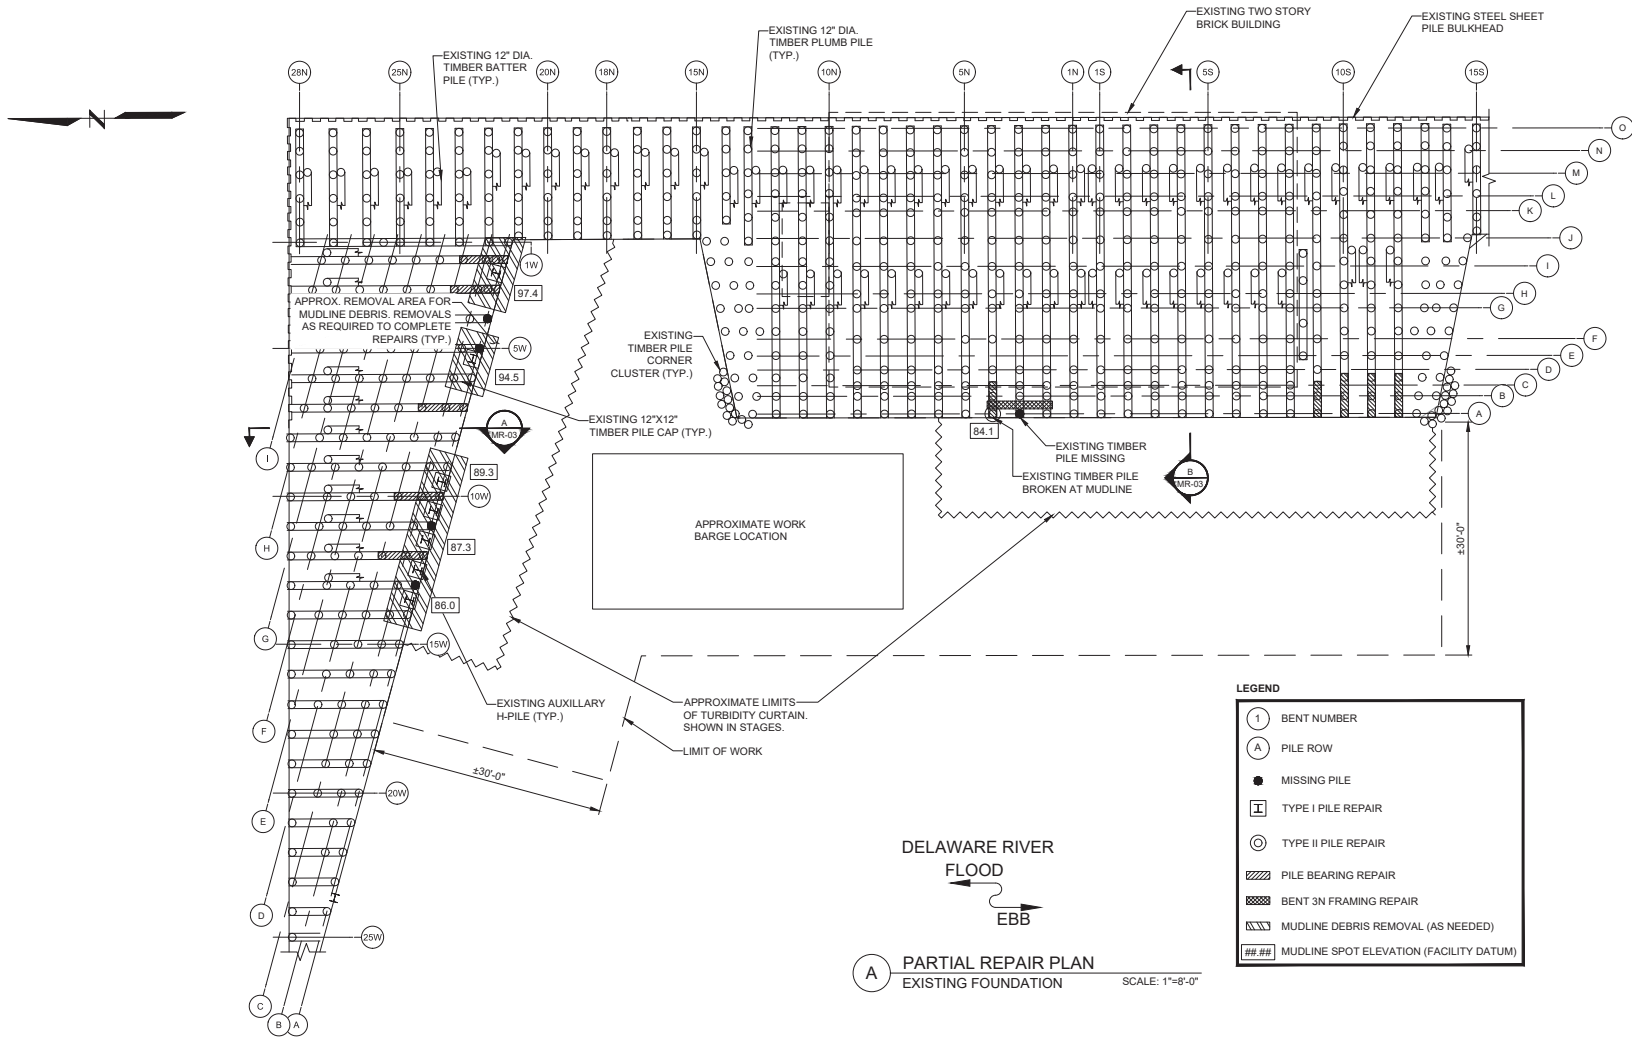 EXISTING TWO STORY
BRICK BUILDING
EXISTING STEEL SHEET
PILE BULKHEAD
EXISTING 12" DIA.
TIMBER PLUMB PILE
(TYP.)
EXISTING 12" DIA.
TIMBER BATTER
PILE (TYP.)
28N
25N
20N
18N
15N
10N
5N
1N
1S
5S
10S
15S
N
O
N
M
L
K
J
I
H
G
F
E
D
C
B
A
1W
97.4
APPROX. REMOVAL AREA FOR
MUDLINE DEBRIS. REMOVALS
AS REQUIRED TO COMPLETE
REPAIRS (TYP.)
5W
94.5
EXISTING
TIMBER PILE
CORNER
CLUSTER (TYP.)
EXISTING 12"X12"
TIMBER PILE CAP (TYP.)
A
MR-03
84.1
EXISTING TIMBER
PILE MISSING
EXISTING TIMBER PILE
BROKEN AT MUDLINE
B
MR-03
89.3
10W
87.3
86.0
15W
APPROXIMATE WORK
BARGE LOCATION
±30'-0"
EXISTING AUXILLARY
H-PILE (TYP.)
APPROXIMATE LIMITS
OF TURBIDITY CURTAIN.
SHOWN IN STAGES.
LIMIT OF WORK
±30'-0"
20W
25W
I
H
G
F
E
D
C
B
A
LEGEND
1 BENT NUMBER
A PILE ROW
MISSING PILE
TYPE I PILE REPAIR
TYPE II PILE REPAIR
PILE BEARING REPAIR
BENT 3N FRAMING REPAIR
MUDLINE DEBRIS REMOVAL (AS NEEDED)
##.## MUDLINE SPOT ELEVATION (FACILITY DATUM)
DELAWARE RIVER
FLOOD
EBB
A PARTIAL REPAIR PLAN
EXISTING FOUNDATION SCALE: 1"=8'-0"